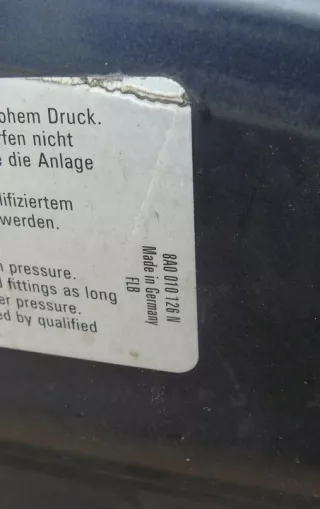 ohem Druck.
rfen nicht
die Anlage
lifiziertem
werden.
pressure.
fittings as long
er pressure.
ed by qualified
8A0 010 126 N
Made in Germany
FLB